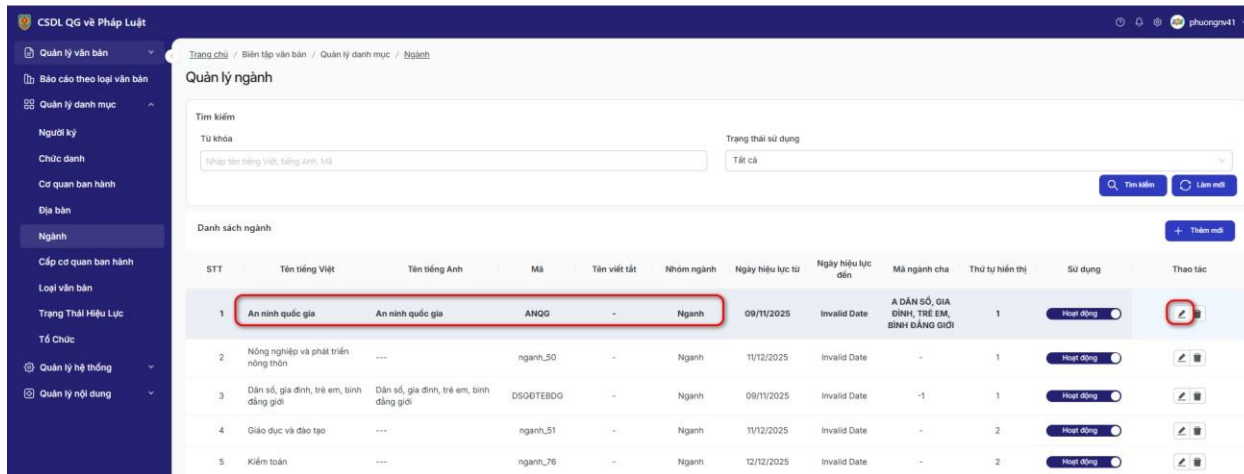 CSDL QG về Pháp Luật
phuongnv41
Quản lý văn bản
Báo cáo theo loại văn bản
Quản lý danh mục
Người ký
Chức danh
Cơ quan ban hành
Địa bàn
Ngành
Cấp cơ quan ban hành
Loại văn bản
Trạng Thái Hiệu Lực
Tổ Chức
Quản lý hệ thống
Quản lý nội dung
Trang chủ / Biên tập văn bản / Quản lý danh mục / Ngành
Quản lý ngành
Tìm kiếm
Từ khóa
Trạng thái sử dụng
Nhập tên tiếng Việt, tiếng Anh, Mã
Tất cả
Tìm kiếm
Làm mới
Danh sách ngành
+ Thêm mới
STT Tên tiếng Việt Tên tiếng Anh Mã Tên viết tắt Nhóm ngành Ngày hiệu lực từ Ngày hiệu lực đến Mã ngành cha Thứ tự hiển thị Sử dụng Thao tác
1 An ninh quốc gia An ninh quốc gia ANQG - Nganh 09/11/2025 Invalid Date A DÂN SỐ, GIA ĐÌNH, TRẺ EM, BÌNH ĐẲNG GIỚI 1 Hoạt động
2 Nông nghiệp và phát triển nông thôn --- nganh_50 - Nganh 11/12/2025 Invalid Date - 1 Hoạt động
3 Dân số, gia đình, trẻ em, bình đẳng giới Dân số, gia đình, trẻ em, bình đẳng giới DSGĐTEBDG - Nganh 09/11/2025 Invalid Date -1 1 Hoạt động
4 Giáo dục và đào tạo --- nganh_51 - Nganh 11/12/2025 Invalid Date - 2 Hoạt động
5 Kiểm toán --- nganh_76 - Nganh 12/12/2025 Invalid Date - 2 Hoạt động